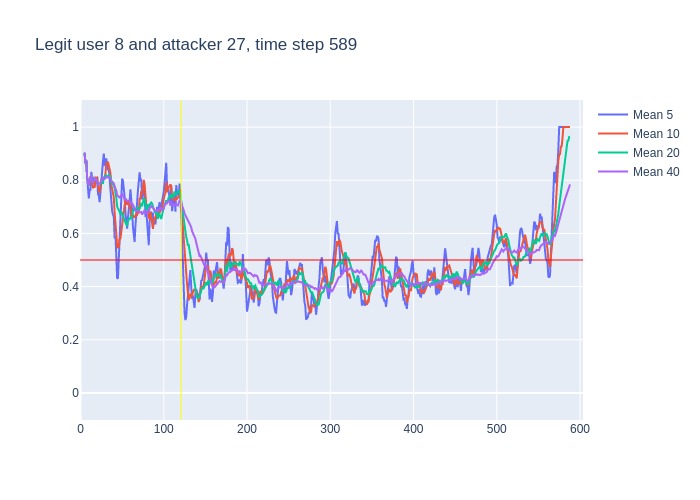 Legit user 8 and attacker 27, time step 589
Mean 5
Mean 10
Mean 20
Mean 40
1
0.8
0.6
0.4
0.2
0
0 100 200 300 400 500 600